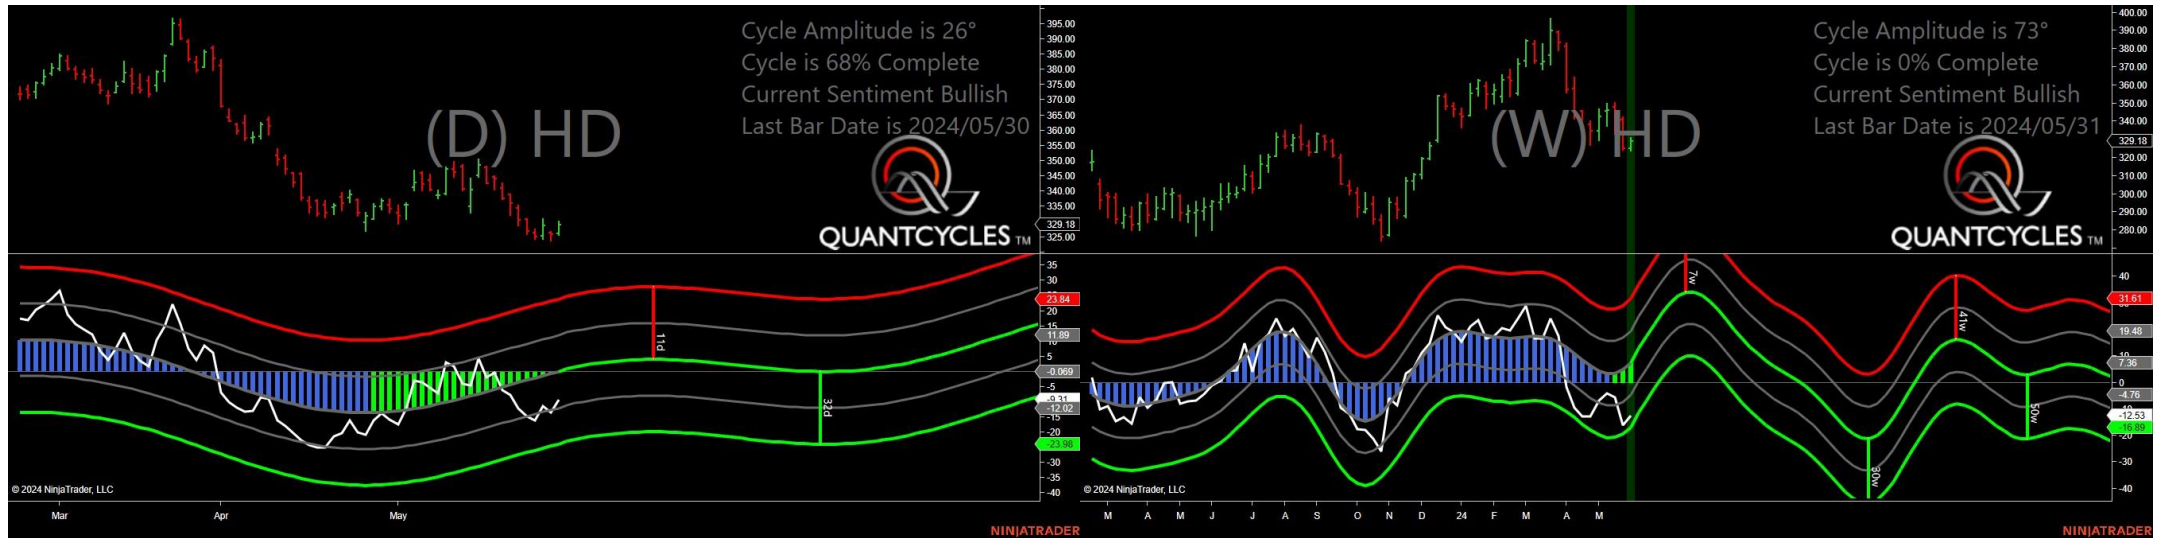 Cycle Amplitude is 26°
Cycle is 68% Complete
Current Sentiment Bullish
Last Bar Date is 2024/05/30
(D) HD
QUANTCYCLES TM
395.00
390.00
385.00
380.00
375.00
370.00
365.00
360.00
355.00
350.00
345.00
340.00
335.00
329.18
325.00
35
23.84
20
15
11.89
5
-0.069
-5
-9.31
-12.02
-15
-20
-23.98
-30
-35
-40
11d
32d
© 2024 NinjaTrader, LLC
Mar Apr May
NINJATRADER
Cycle Amplitude is 73°
Cycle is 0% Complete
Current Sentiment Bullish
Last Bar Date is 2024/05/31
(W) HD
QUANTCYCLES TM
400.00
390.00
380.00
370.00
360.00
350.00
340.00
329.18
320.00
310.00
300.00
290.00
280.00
40
31.61
19.48
10
7.36
0
-4.76
-12.53
-16.89
-20
-30
-40
7w
41w
50w
© 2024 NinjaTrader, LLC
M A M J J A S O N D 24 F M A M
NINJATRADER